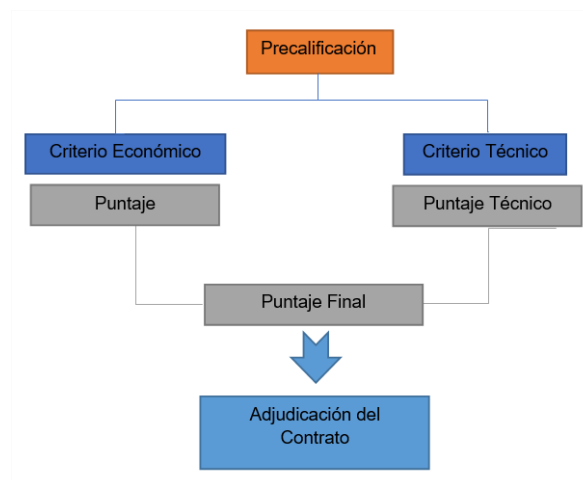 Precalificación
Criterio Económico
Criterio Técnico
Puntaje
Puntaje Técnico
Puntaje Final
Adjudicación del
Contrato